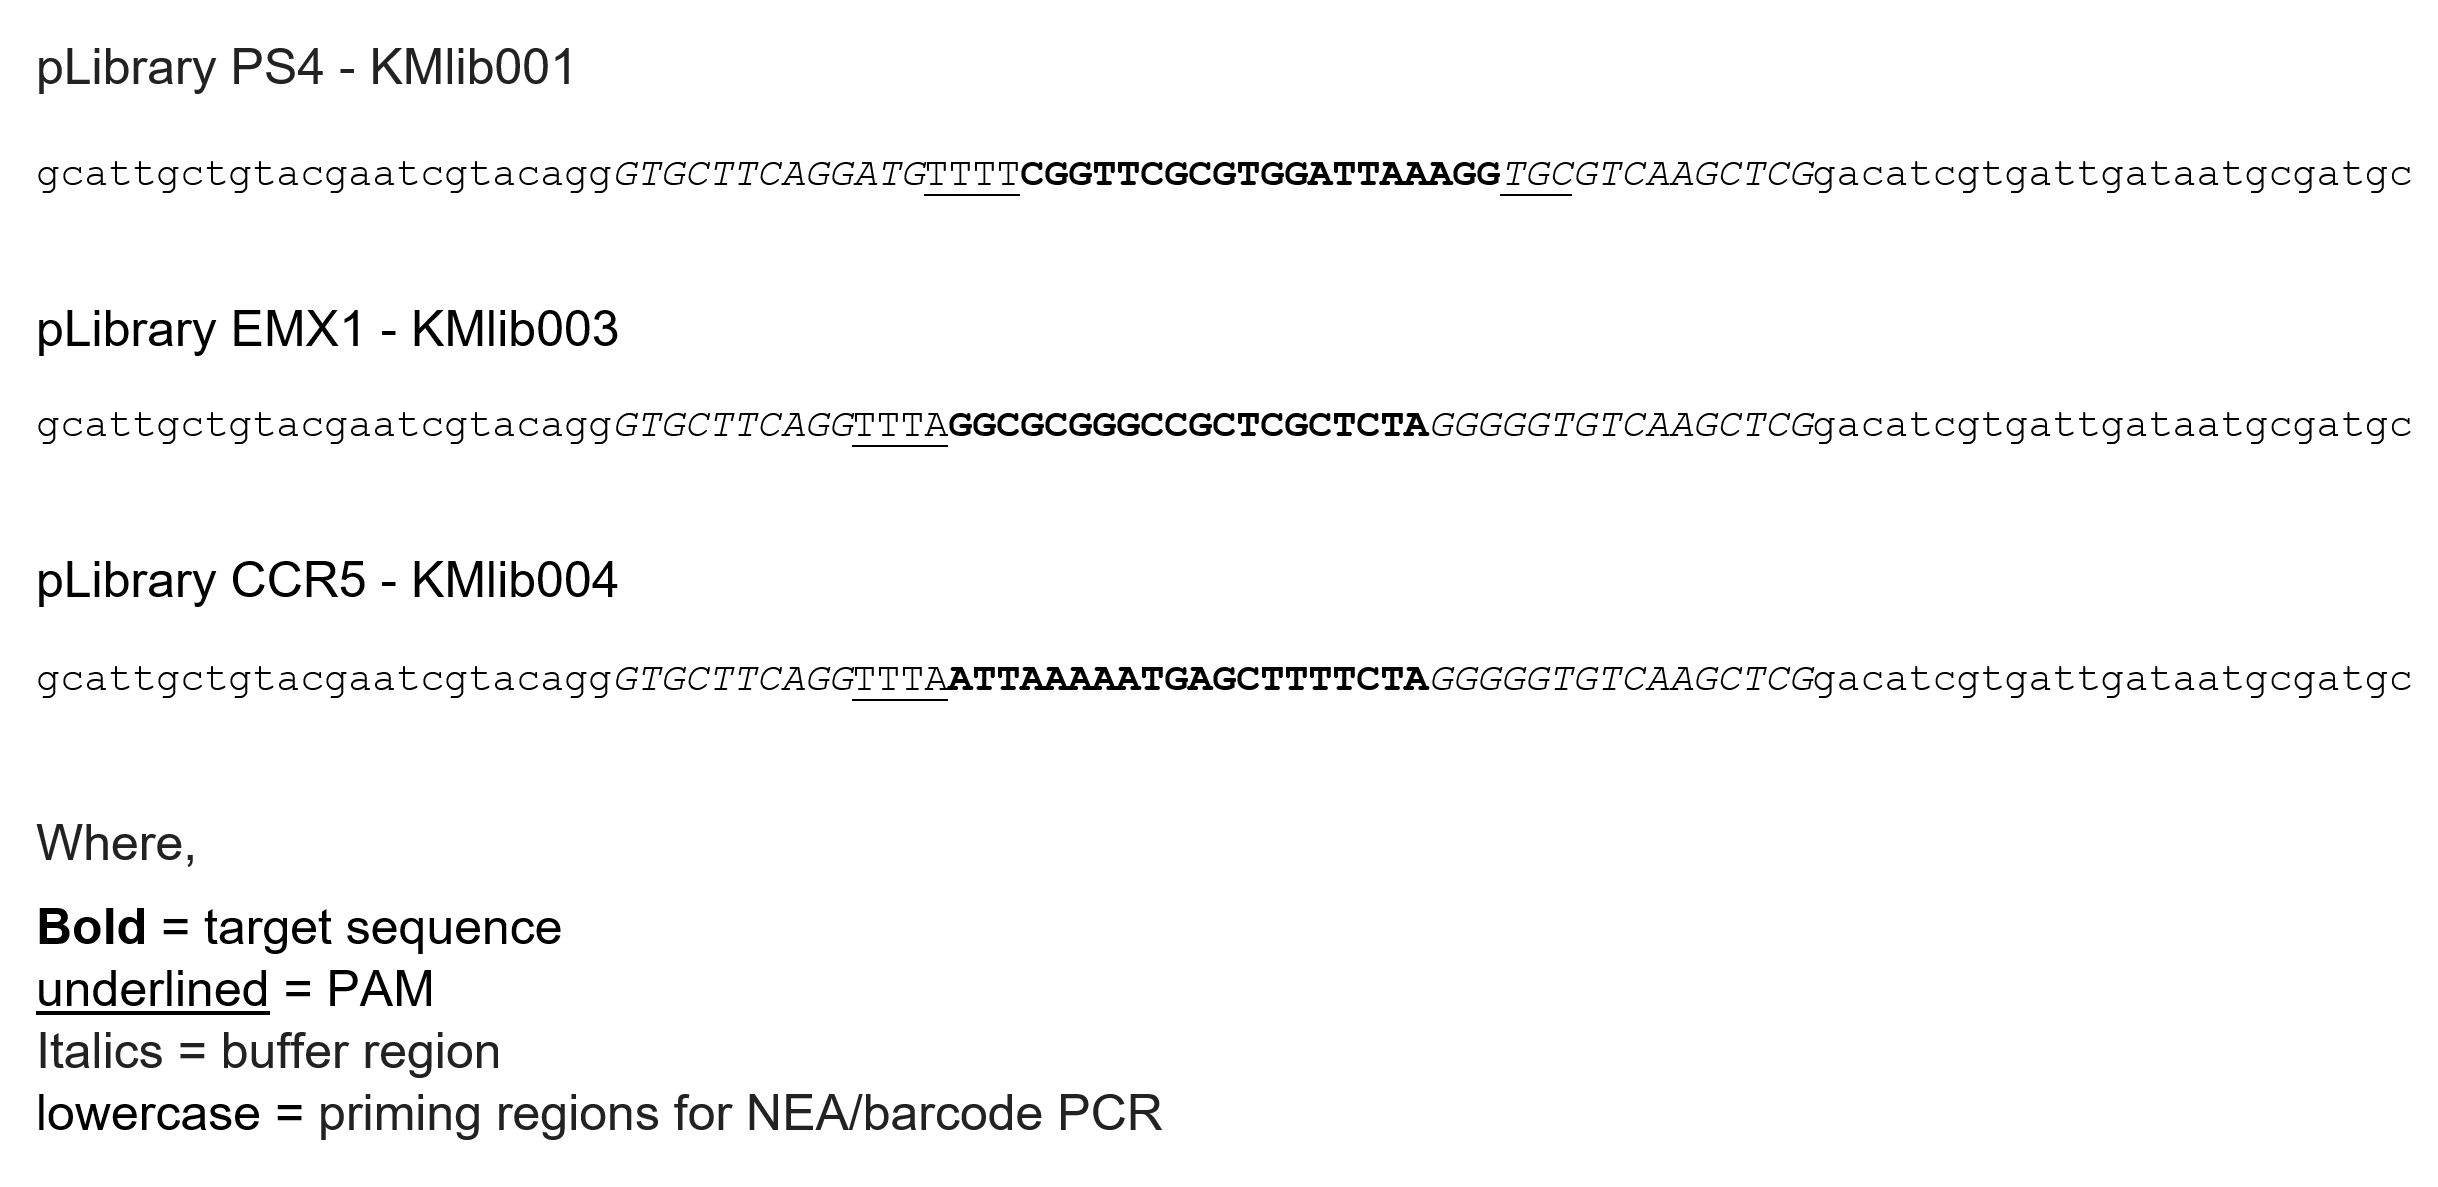 pLibrary PS4 - KMlib001
gcattgctgtacgaatcgtacaggGTGCTTCAGGATGTTTTCGGTTCGCGTGGATTAAAGGTGCGTCAAGCTCGgacatcgtgattgataatgcgatgc
pLibrary EMX1 - KMlib003
gcattgctgtacgaatcgtacaggGTGCTTCAGGTTTAGGCGCGGGCCGCTCGCTCTAGGGGGTGTCAAGCTCGgacatcgtgattgataatgcgatgc
pLibrary CCR5 - KMlib004
gcattgctgtacgaatcgtacaggGTGCTTCAGGTTTAATTAAAAATGAGCTTTTCTAGGGGGTGTCAAGCTCGgacatcgtgattgataatgcgatgc
Where,
Bold = target sequence
underlined = PAM
Italics = buffer region
lowercase = priming regions for NEA/barcode PCR